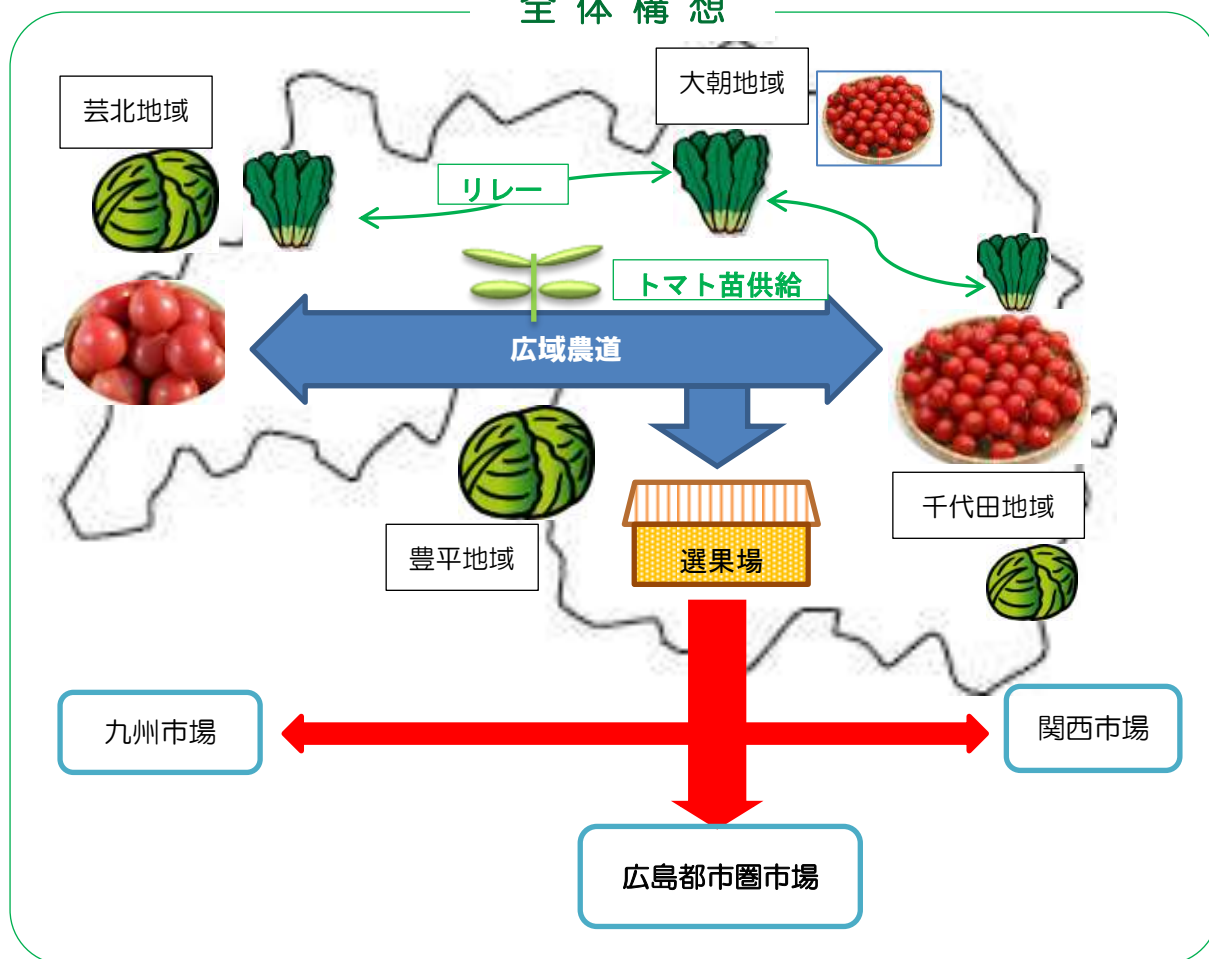 全体構想
大朝地域
芸北地域
リレー
トマト苗供給
広域農道
千代田地域
豊平地域
選果場
九州市場
関西市場
広島都市圏市場